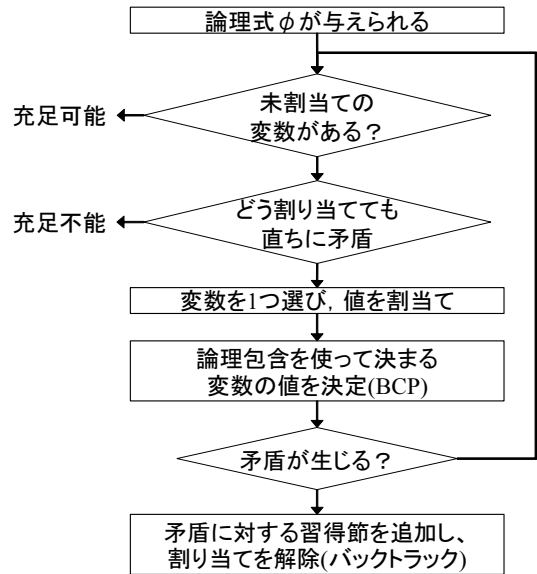 論理式φが与えられる
未割当ての
変数がある？
充足可能
どう割り当てても
直ちに矛盾
充足不能
変数を1つ選び，値を割当て
論理包含を使って決まる
変数の値を決定(BCP)
矛盾が生じる？
矛盾に対する習得節を追加し、
割り当てを解除(バックトラック)